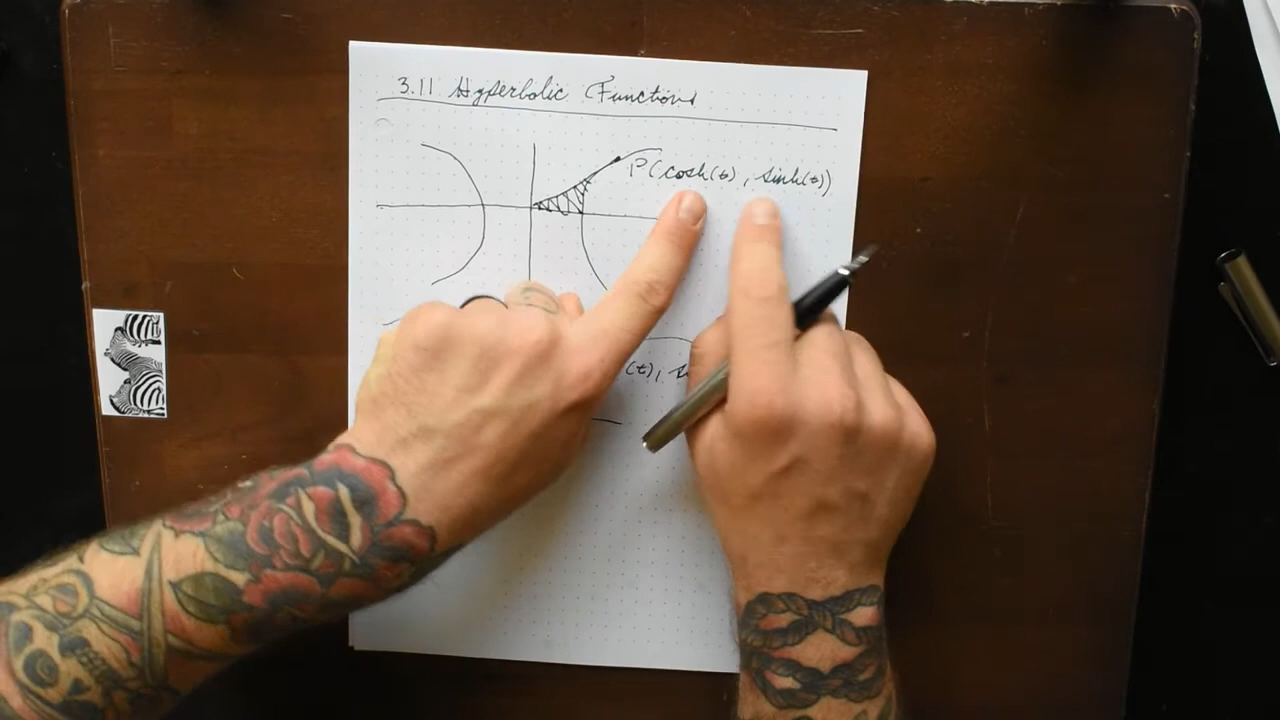 3.11 Hyperbolic Functions
P(cosh(t), sinh(t))
(t), s